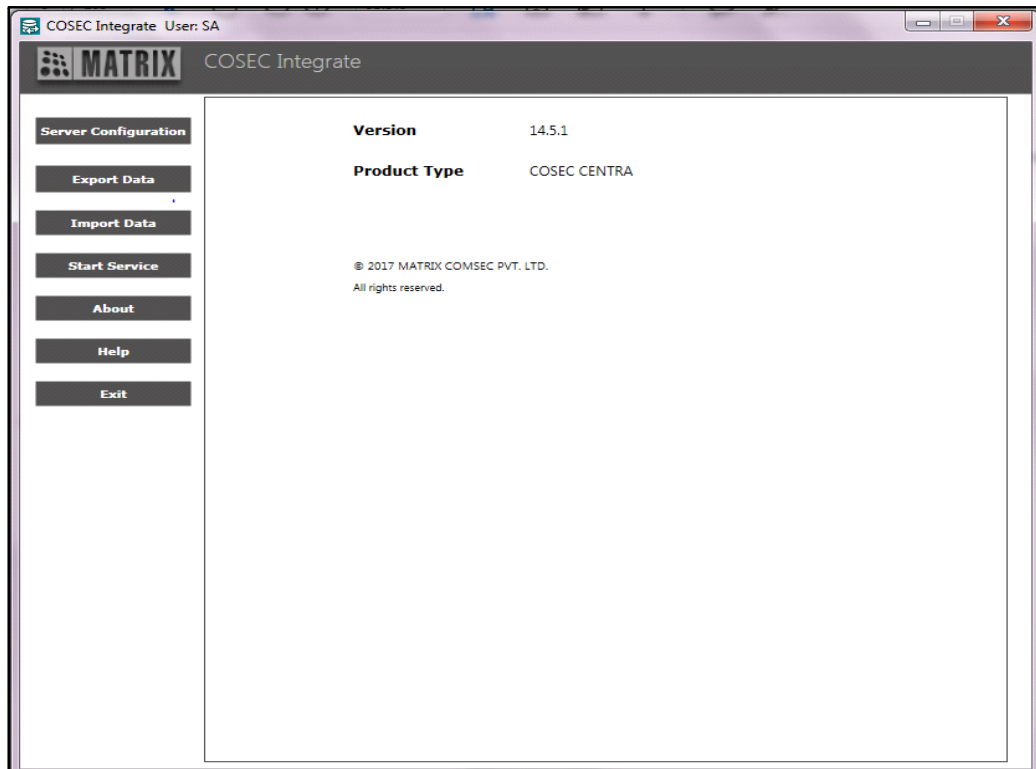 COSEC Integrate User: SA
MATRIX COSEC Integrate
Server Configuration
Export Data
Import Data
Start Service
About
Help
Exit
Version 14.5.1
Product Type COSEC CENTRA
© 2017 MATRIX COMSEC PVT. LTD.
All rights reserved.